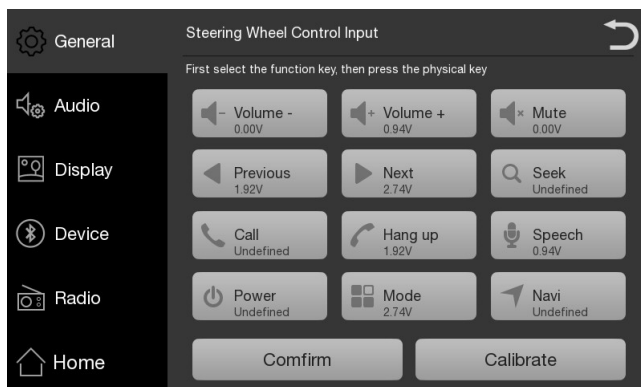 General
Steering Wheel Control Input
First select the function key, then press the physical key
Audio
Volume -
0.00V
Volume +
0.94V
Mute
0.00V
Display
Previous
1.92V
Next
2.74V
Seek
Undefined
Device
Call
Undefined
Hang up
1.92V
Speech
0.94V
Radio
Power
Undefined
Mode
2.74V
Navi
Undefined
Home
Comfirm
Calibrate